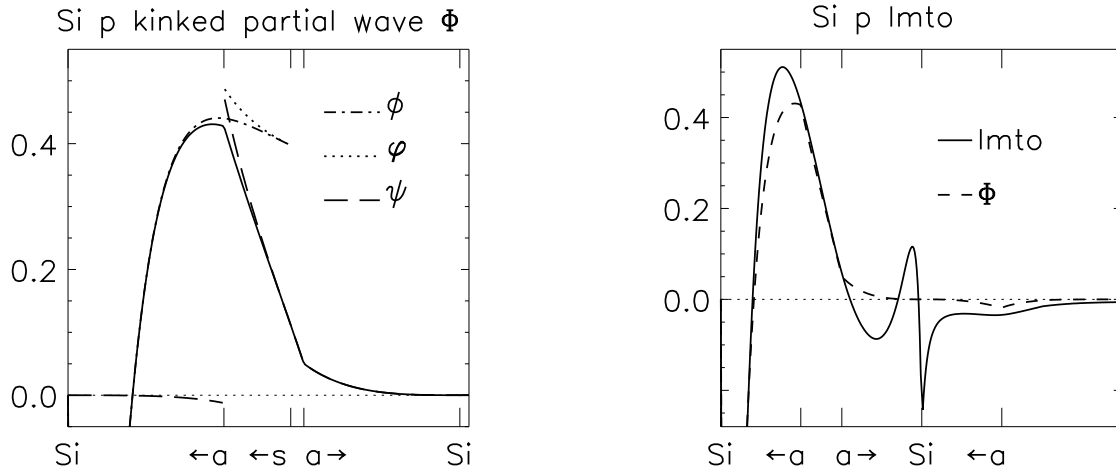 Si p kinked partial wave Φ
0.4
0.2
0.0
ϕ
φ
ψ
Si ←a ←s a→ Si
Si p lmto
0.4
0.2
0.0
lmto
Φ
Si ←a a→ Si ←a